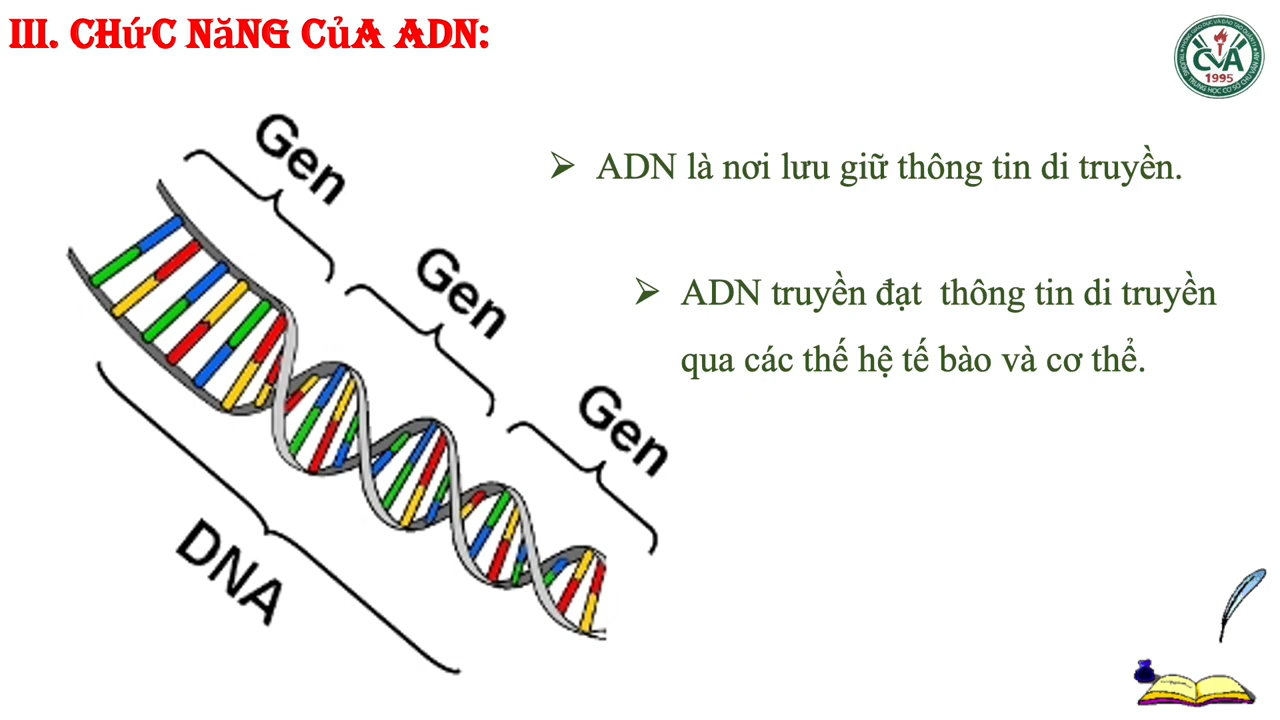 III. CHỨC NĂNG CỦA ADN:
CVA
1995
Gen
Gen
Gen
DNA
ADN là nơi lưu giữ thông tin di truyền.
ADN truyền đạt thông tin di truyền
qua các thế hệ tế bào và cơ thể.